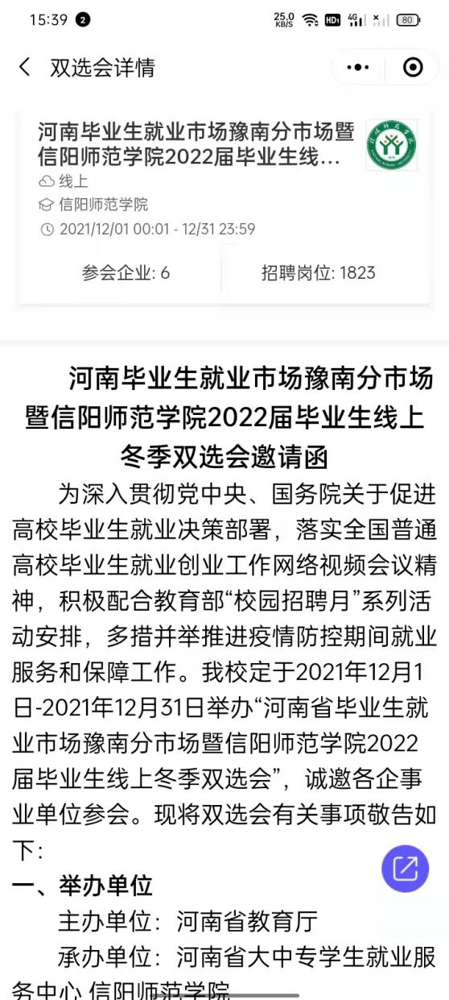 15:39 2 25.0 KB/S HD1 4G 80
双选会详情
河南毕业生就业市场豫南分市场暨
信阳师范学院2022届毕业生线...
线上
信阳师范学院
2021/12/01 00:01 - 12/31 23:59
参会企业: 6 招聘岗位: 1823
河南毕业生就业市场豫南分市场
暨信阳师范学院2022届毕业生线上
冬季双选会邀请函
为深入贯彻党中央、国务院关于促进
高校毕业生就业决策部署，落实全国普通
高校毕业生就业创业工作网络视频会议精
神，积极配合教育部“校园招聘月”系列活
动安排，多措并举推进疫情防控期间就业
服务和保障工作。我校定于2021年12月1
日-2021年12月31日举办“河南省毕业生就
业市场豫南分市场暨信阳师范学院2022
届毕业生线上冬季双选会”，诚邀各企事
业单位参会。现将双选会有关事项敬告如
下：
一、举办单位
主办单位：河南省教育厅
承办单位：河南省大中专学生就业服
务中心 信阳师范学院